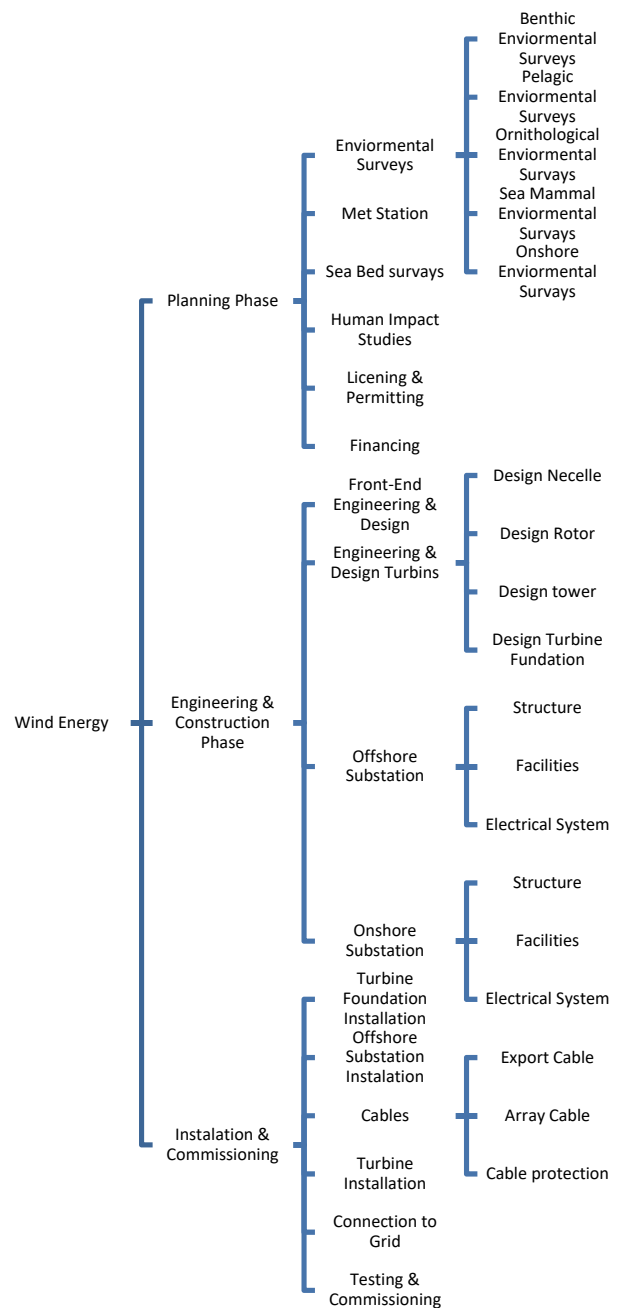 Wind Energy
Planning Phase
Enviormental
Surveys
Benthic
Enviormental
Surveys
Pelagic
Enviormental
Surveys
Ornithological
Enviormental
Survays
Sea Mammal
Enviormental
Survays
Onshore
Enviormental
Survays
Met Station
Sea Bed survays
Human Impact
Studies
Licening &
Permitting
Financing
Engineering &
Construction
Phase
Front-End
Engineering &
Design
Engineering &
Design Turbins
Design Necelle
Design Rotor
Design tower
Design Turbine
Fundation
Offshore
Substation
Structure
Facilities
Electrical System
Onshore
Substation
Structure
Facilities
Electrical System
Instalation &
Commissioning
Turbine
Foundation
Installation
Offshore
Substation
Instalation
Cables
Export Cable
Array Cable
Cable protection
Turbine
Installation
Connection to
Grid
Testing &
Commissioning